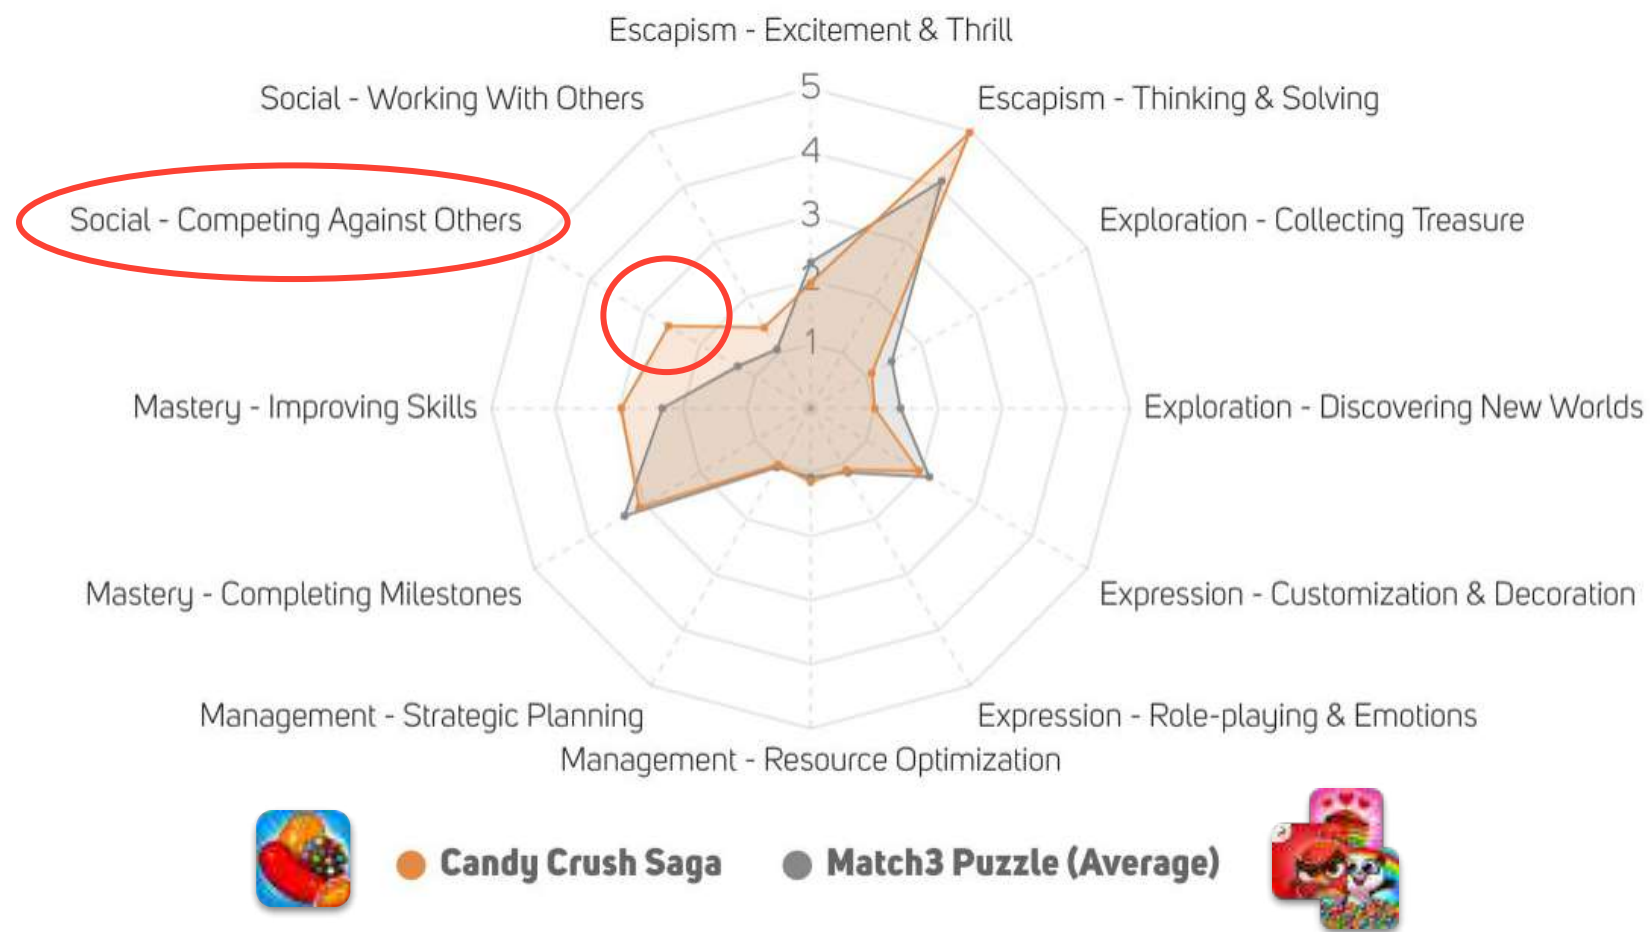 Escapism - Excitement & Thrill
Social - Working With Others
5
Escapism - Thinking & Solving
4
Social - Competing Against Others
3
Exploration - Collecting Treasure
2
1
Mastery - Improving Skills
Exploration - Discovering New Worlds
Mastery - Completing Milestones
Expression - Customization & Decoration
Management - Strategic Planning
Expression - Role-playing & Emotions
Management - Resource Optimization
Candy Crush Saga
Match3 Puzzle (Average)